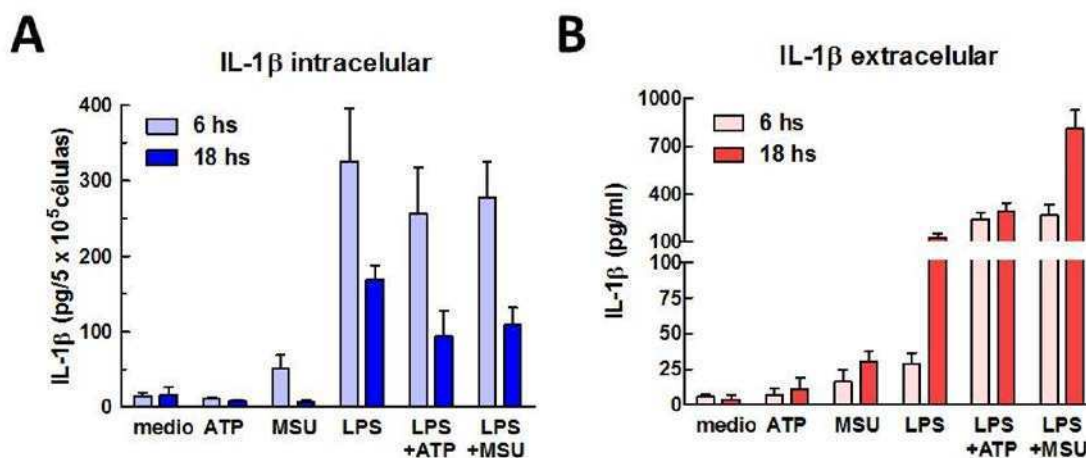 A
IL-1β intracelular
6 hs
18 hs
IL-1β (pg/5 x 10⁵células)
400
300
200
100
0
medio ATP MSU LPS LPS LPS
+ATP +MSU
B
IL-1β extracelular
6 hs
18 hs
IL-1β (pg/ml)
1000
700
400
100
100
75
50
25
0
medio ATP MSU LPS LPS LPS
+ATP +MSU